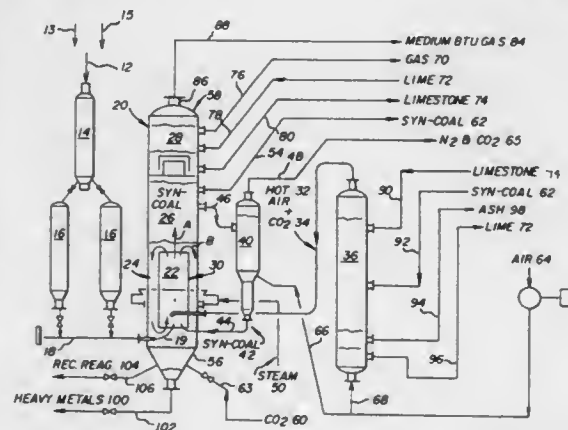 13
15
88
MEDIUM BTU GAS 84
GAS 70
12
86
58
76
LIME 72
20
78
LIMESTONE 74
28
80
SYN-COAL 62
14
54
48
N2 & CO2 65
SYN-COAL
26
46
HOT 32
AIR
+
CO2 34
90
LIMESTONE 74
SYN-COAL 62
A
ASH 98
16
16
B
40
36
92
LIME 72
24
22
30
AIR 64
94
44
66
19
SYN-COAL
42
96
18
56
STEAM
50
REC. REAG. 104
106
63
68
HEAVY METALS 100
102
CO2 60